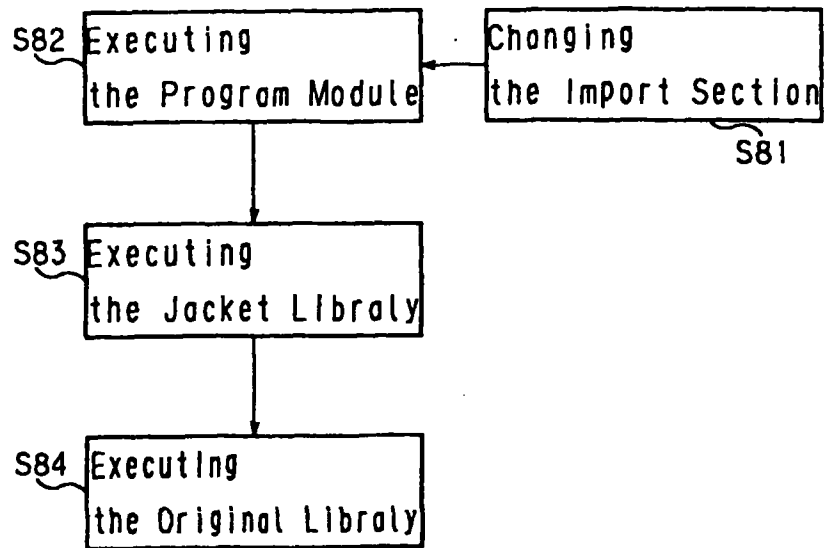 S82
Executing
the Program Module
Changing
the Import Section
S81
S83
Executing
the Jacket Libraly
S84
Executing
the Original Libraly